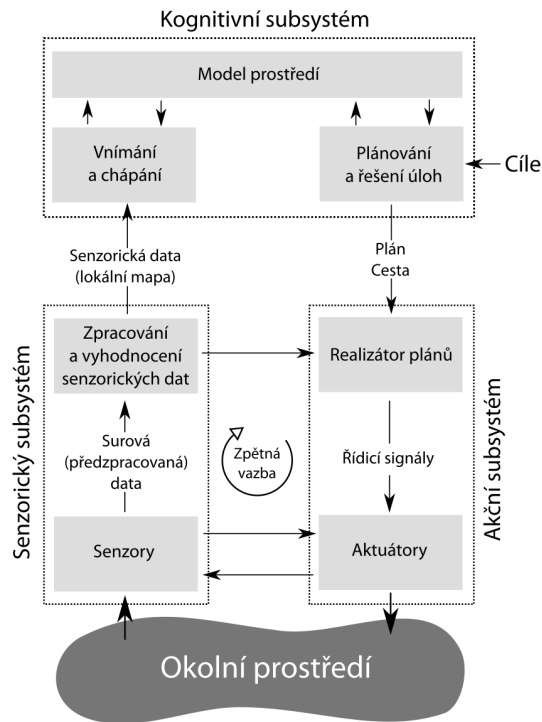 Kognitivní subsystém
Model prostředí
Vnímání
a chápání
Plánování
a řešení úloh
Cíle
Senzorická data
(lokální mapa)
Plán
Cesta
Senzorický subsystém
Zpracování
a vyhodnocení
senzorických dat
Realizátor plánů
Akční subsystém
Surová
(předzpracovaná)
data
Zpětná
vazba
Řídicí signály
Senzory
Aktuátory
Okolní prostředí